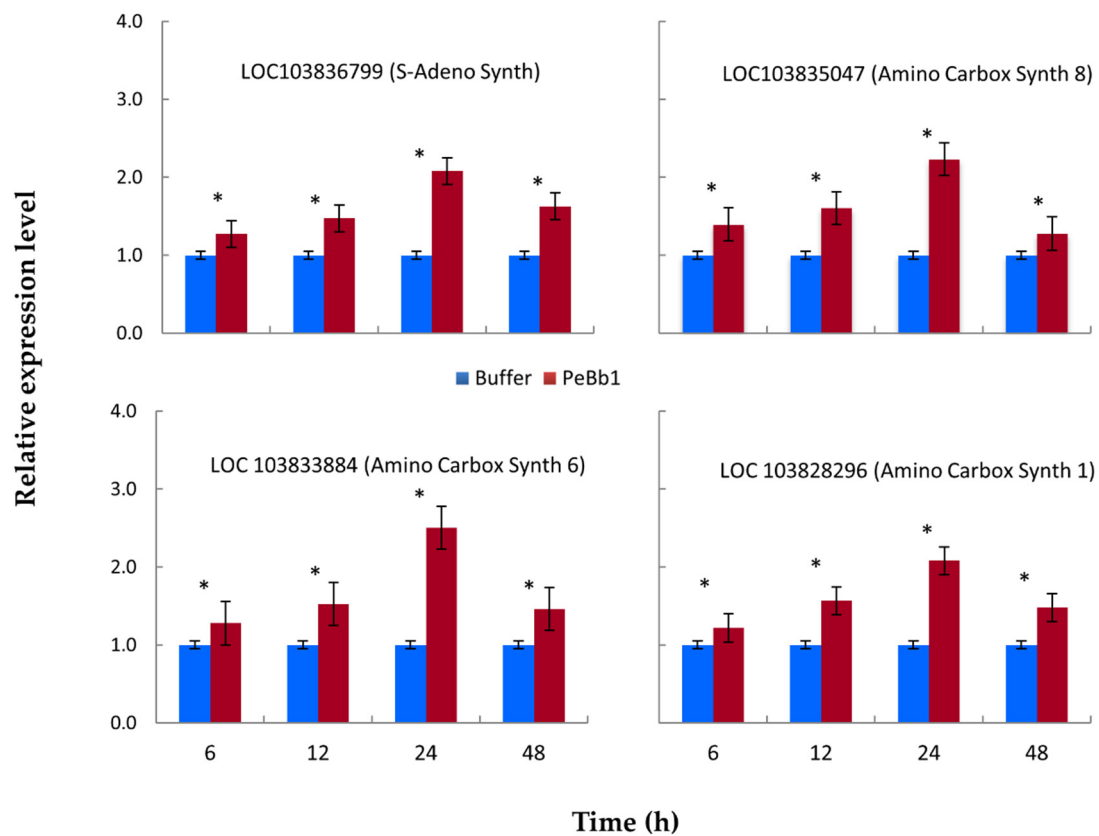 4.0
LOC103836799 (S-Adeno Synth)
LOC103835047 (Amino Carbox Synth 8)
3.0
* * * *
* * * *
2.0
1.0
0.0
Relative expression level
Buffer PeBb1
4.0
LOC 103833884 (Amino Carbox Synth 6)
LOC 103828296 (Amino Carbox Synth 1)
3.0
* * * *
* * * *
2.0
1.0
0.0
6 12 24 48
6 12 24 48
Time (h)